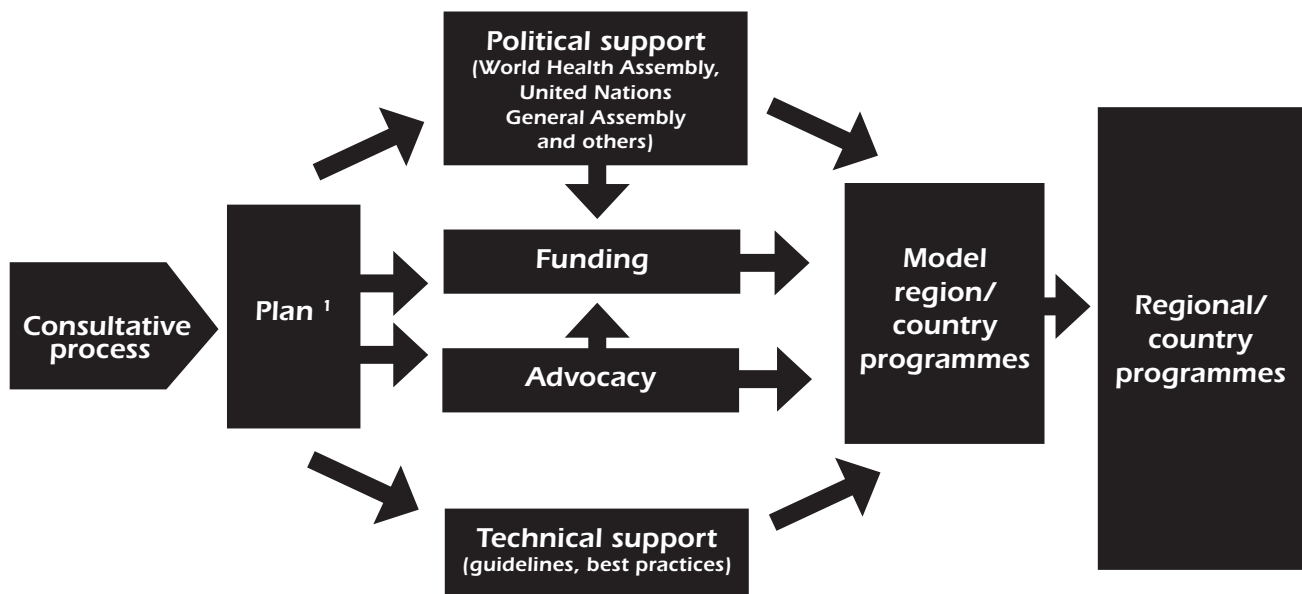 Political support
(World Health Assembly,
United Nations
General Assembly
and others)
Consultative
process
Plan ¹
Funding
Advocacy
Technical support
(guidelines, best practices)
Model
region/
country
programmes
Regional/
country
programmes